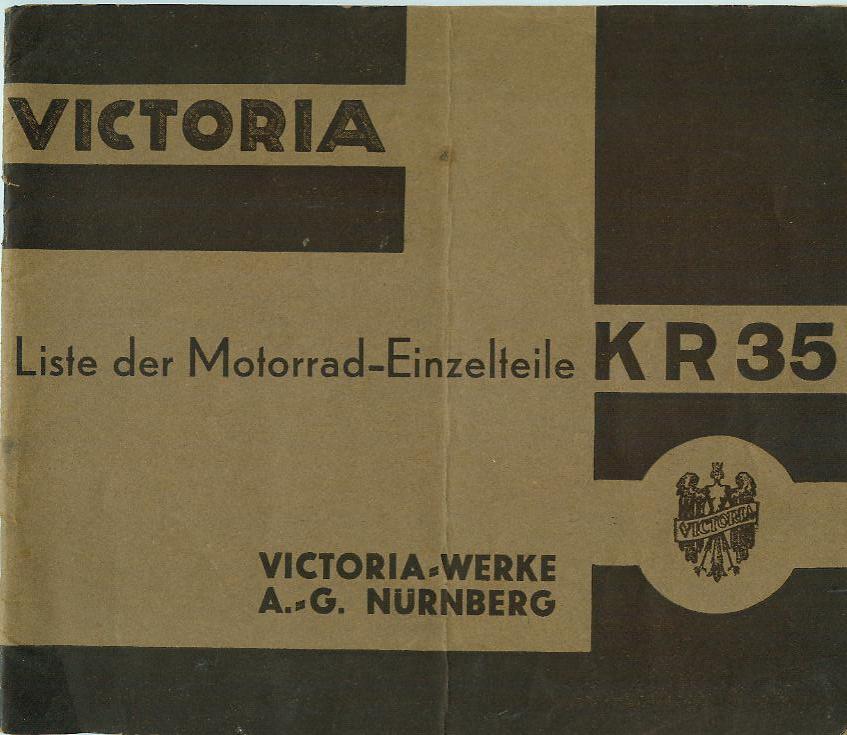 VICTORIA
Liste der Motorrad-Einzelteile KR 35
VICTORIA
VICTORIA-WERKE
A.-G. NÜRNBERG